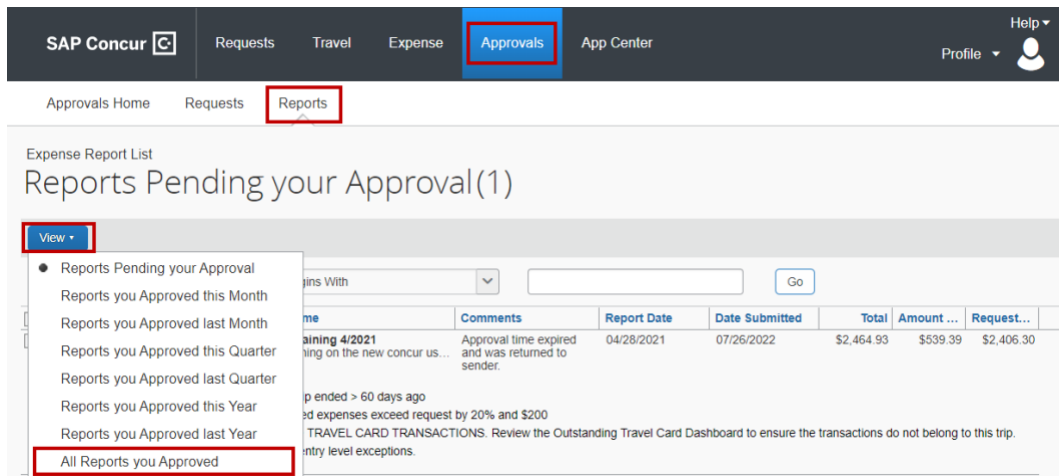 Help
SAP Concur C Requests Travel Expense Approvals App Center
Profile
Approvals Home Requests Reports
Expense Report List
Reports Pending your Approval(1)
View
Reports Pending your Approval
Reports you Approved this Month
Reports you Approved last Month
Reports you Approved this Quarter
Reports you Approved last Quarter
Reports you Approved this Year
Reports you Approved last Year
All Reports you Approved
With Go
Comments Report Date Date Submitted Total Amount ... Request...
4/2021 Approval time expired and was returned to sender. 04/28/2021 07/26/2022 $2,464.93 $539.39 $2,406.30
on the new concur us...
ended > 60 days ago
expenses exceed request by 20% and $200
TRAVEL CARD TRANSACTIONS. Review the Outstanding Travel Card Dashboard to ensure the transactions do not belong to this trip.
level exceptions.